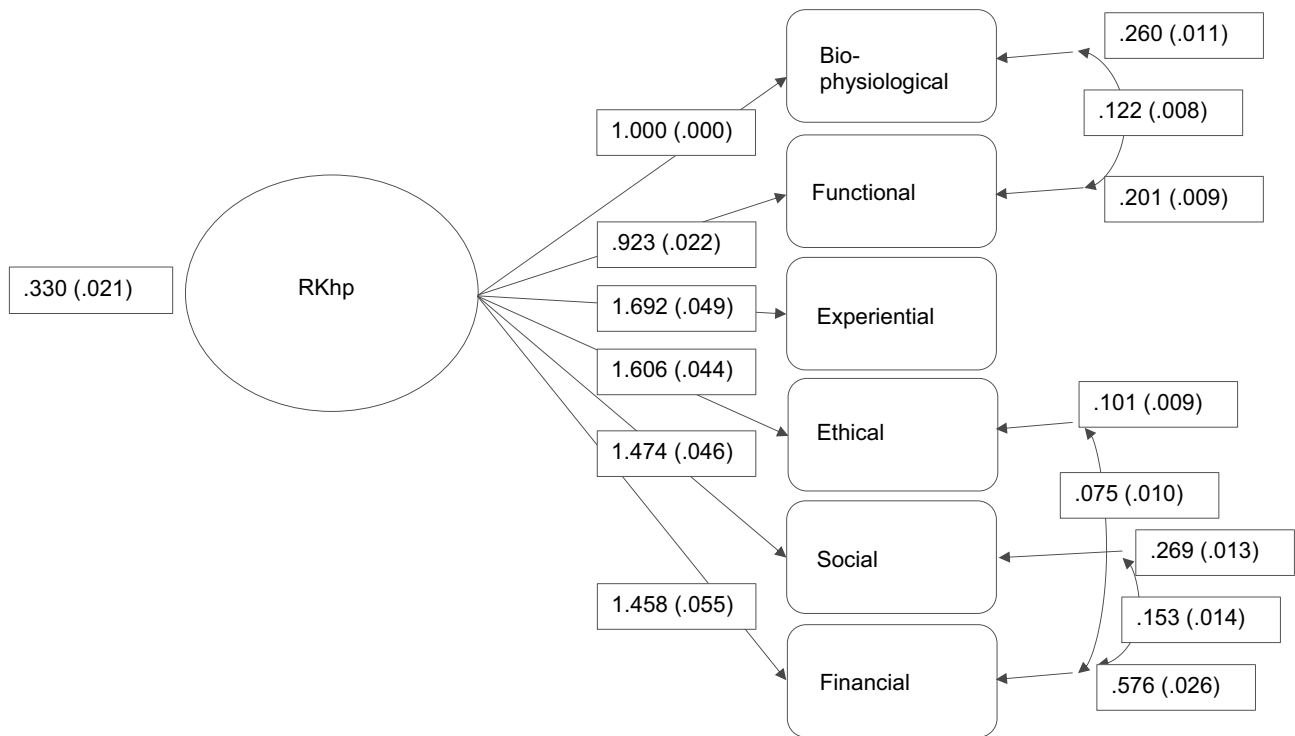 .260 (.011)
Bio-
physiological
.122 (.008)
1.000 (.000)
.201 (.009)
Functional
.923 (.022)
.330 (.021)
RKhp
1.692 (.049)
Experiential
1.606 (.044)
.101 (.009)
Ethical
1.474 (.046)
.075 (.010)
.269 (.013)
Social
1.458 (.055)
.153 (.014)
Financial
.576 (.026)